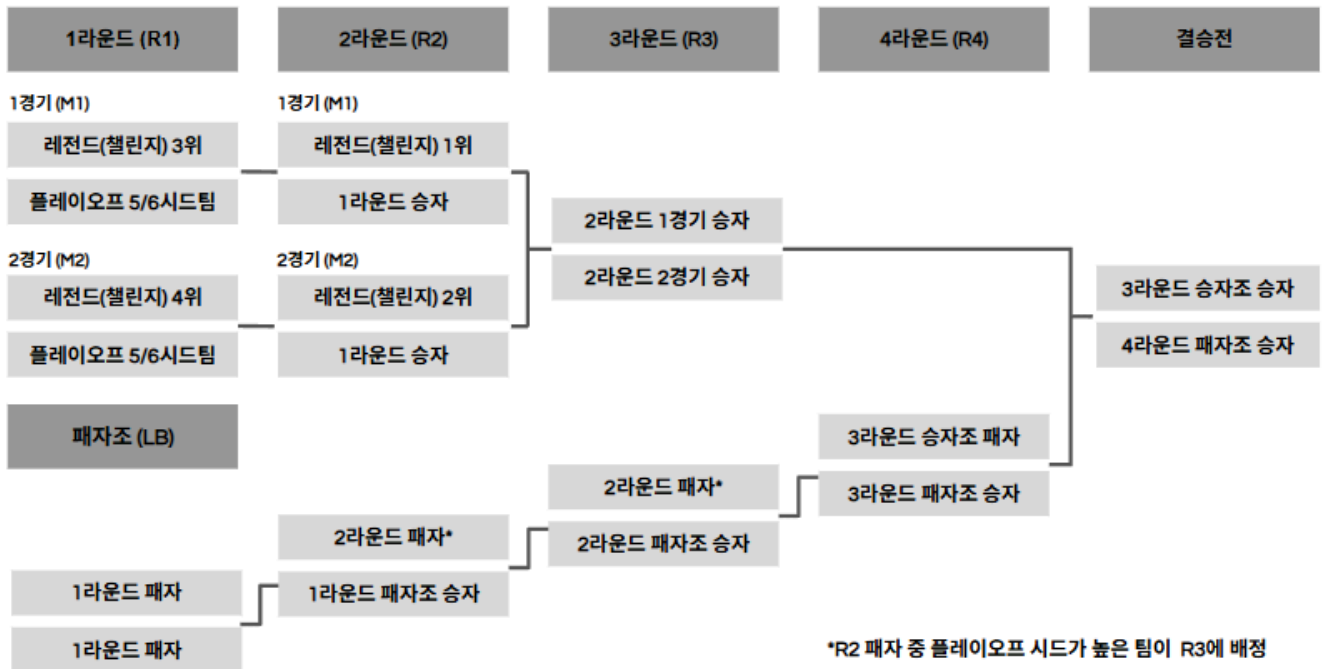 1라운드 (R1)
2라운드 (R2)
3라운드 (R3)
4라운드 (R4)
결승전
1경기 (M1)
레전드(챌린지) 3위
플레이오프 5/6시드팀
2경기 (M2)
레전드(챌린지) 4위
플레이오프 5/6시드팀
1경기 (M1)
레전드(챌린지) 1위
1라운드 승자
2경기 (M2)
레전드(챌린지) 2위
1라운드 승자
2라운드 1경기 승자
2라운드 2경기 승자
3라운드 승자조 승자
4라운드 패자조 승자
패자조 (LB)
1라운드 패자
1라운드 패자
2라운드 패자*
1라운드 패자조 승자
2라운드 패자*
2라운드 패자조 승자
3라운드 승자조 패자
3라운드 패자조 승자
*R2 패자 중 플레이오프 시드가 높은 팀이 R3에 배정